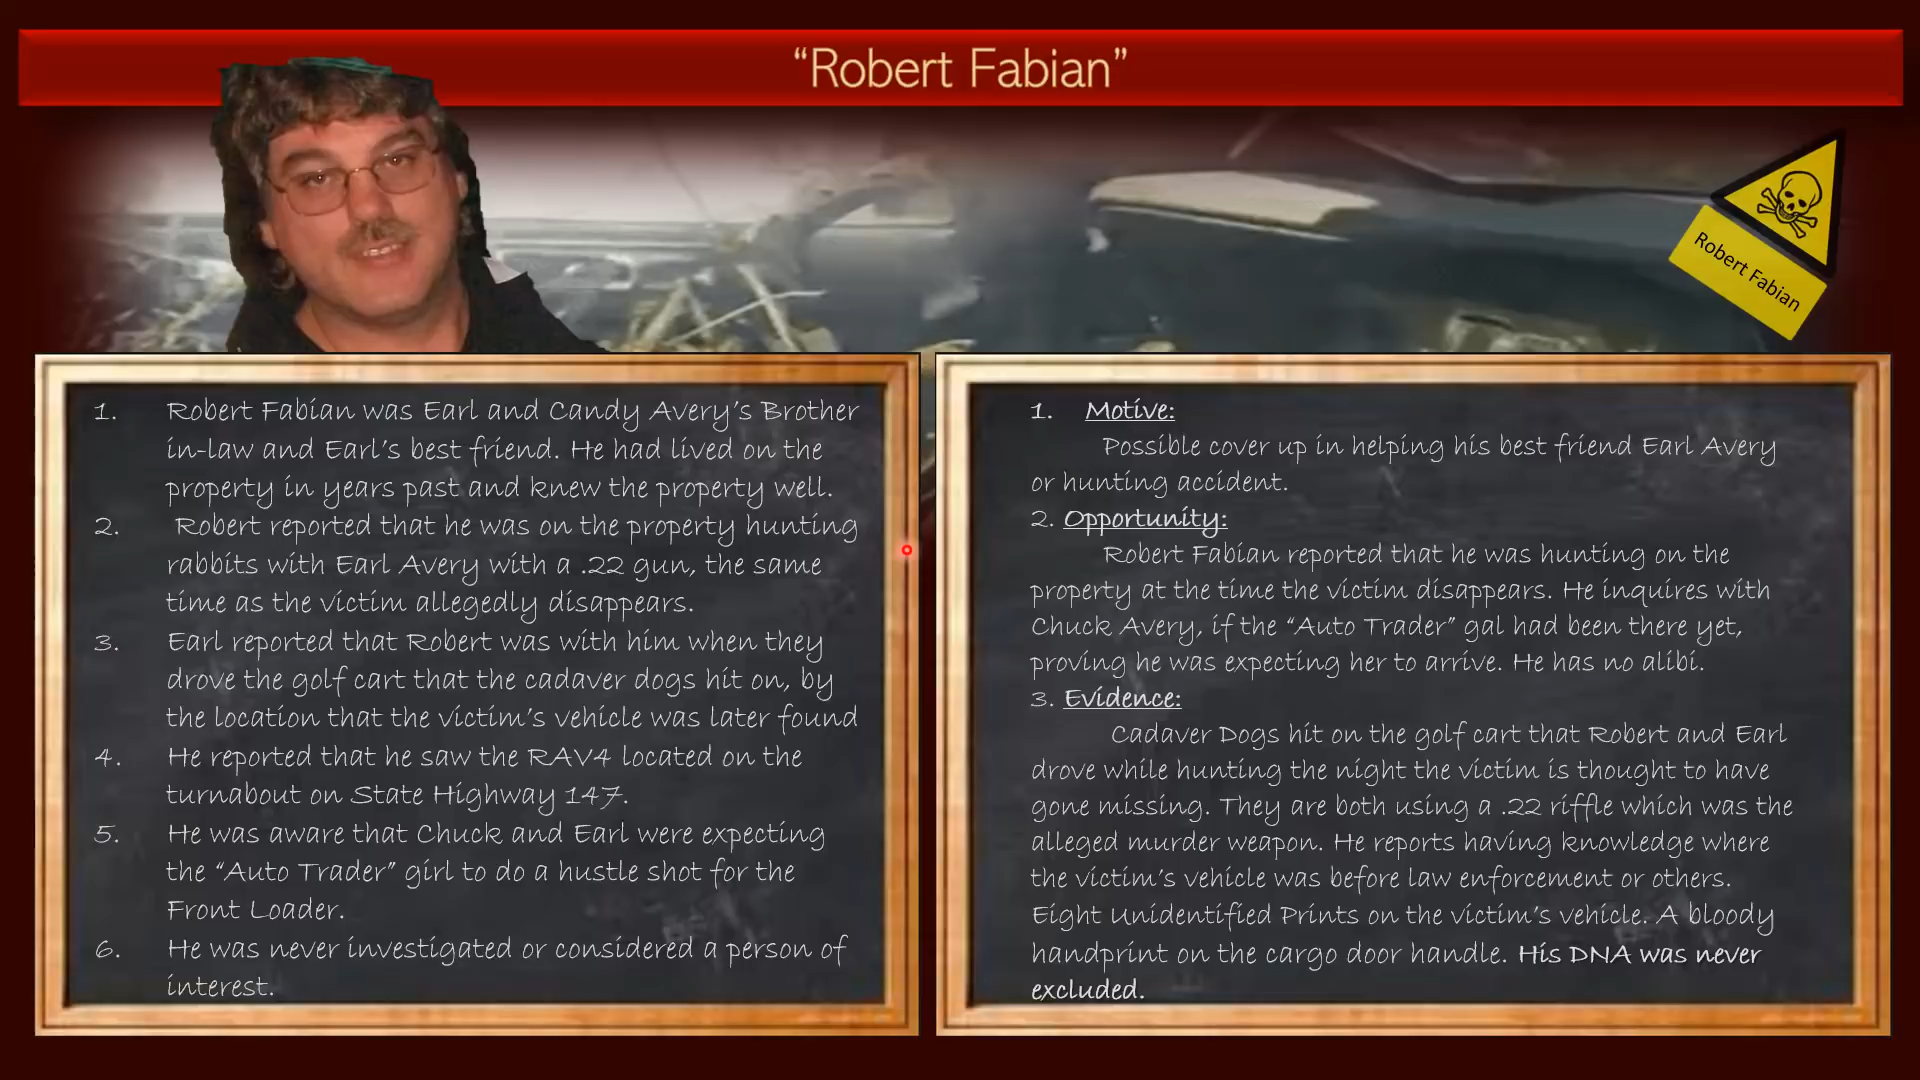 “Robert Fabian”
Robert Fabian
1. Robert Fabian was Earl and Candy Avery's Brother
in-law and Earl's best friend. He had lived on the
property in years past and knew the property well.
2. Robert reported that he was on the property hunting
rabbits with Earl Avery with a .22 gun, the same
time as the victim allegedly disappears.
3. Earl reported that Robert was with him when they
drove the golf cart that the cadaver dogs hit on, by
the location that the victim's vehicle was later found
4. He reported that he saw the RAV4 located on the
turnabout on State Highway 147.
5. He was aware that Chuck and Earl were expecting
the “Auto Trader” girl to do a hustle shot for the
Front Loader.
6. He was never investigated or considered a person of
interest.
1. Motive:
Possible cover up in helping his best friend Earl Avery
or hunting accident.
2. Opportunity:
Robert Fabian reported that he was hunting on the
property at the time the victim disappears. He inquires with
Chuck Avery, if the “Auto Trader” gal had been there yet,
proving he was expecting her to arrive. He has no alibi.
3. Evidence:
Cadaver Dogs hit on the golf cart that Robert and Earl
drove while hunting the night the victim is thought to have
gone missing. They are both using a .22 riffle which was the
alleged murder weapon. He reports having knowledge where
the victim's vehicle was before law enforcement or others.
Eight Unidentified Prints on the victim's vehicle. A bloody
handprint on the cargo door handle. His DNA was never
excluded.